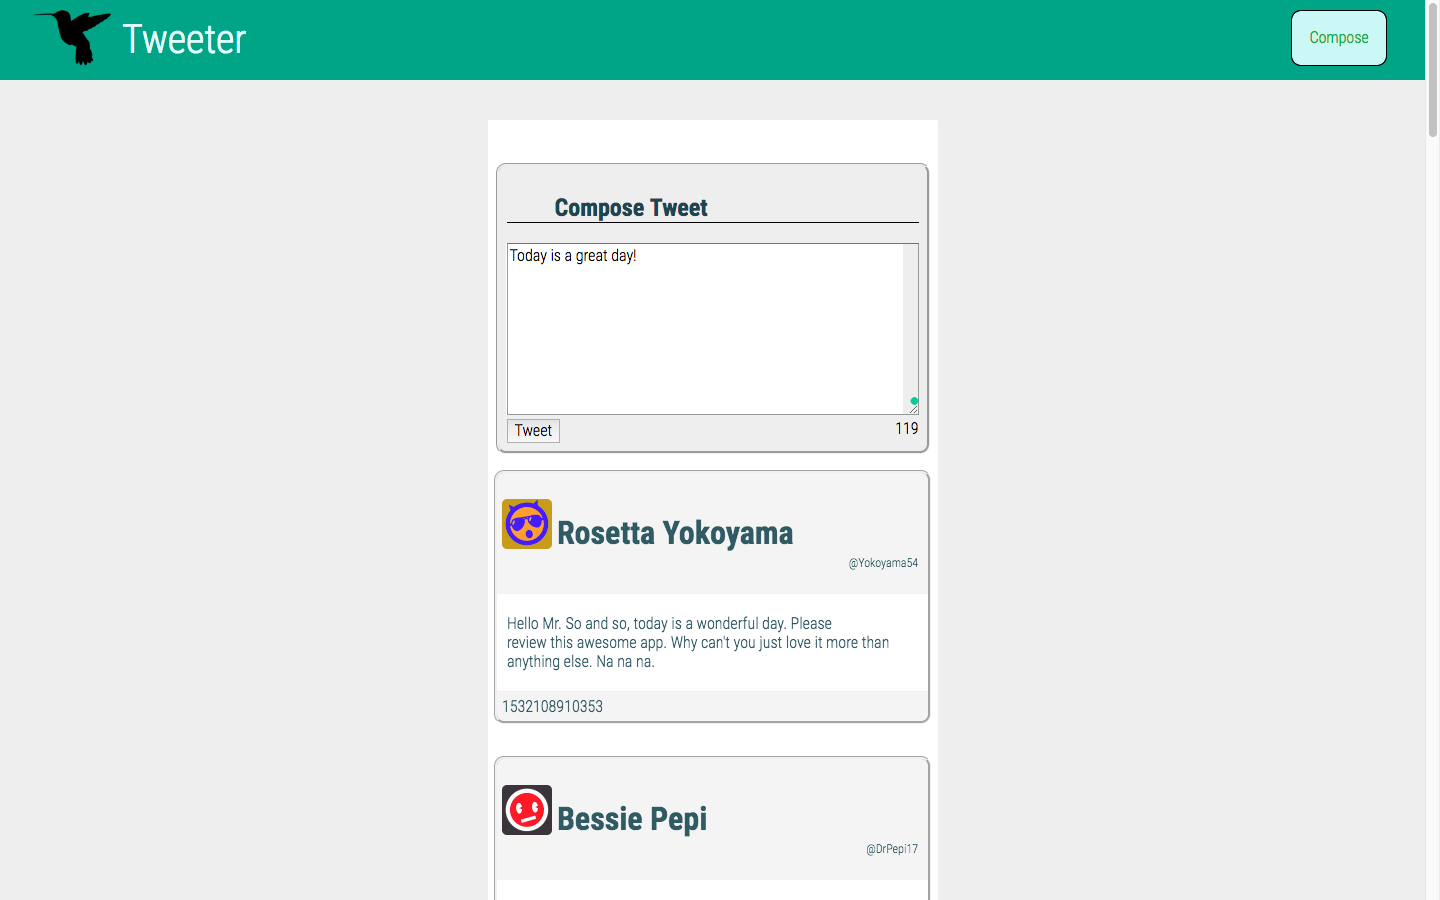 Tweeter
Compose
Compose Tweet
Today is a great day!
Tweet
119
Rosetta Yokoyama
@Yokoyama54
Hello Mr. So and so, today is a wonderful day. Please
review this awesome app. Why can't you just love it more than
anything else. Na na na.
1532108910353
Bessie Pepi
@DrPepi17